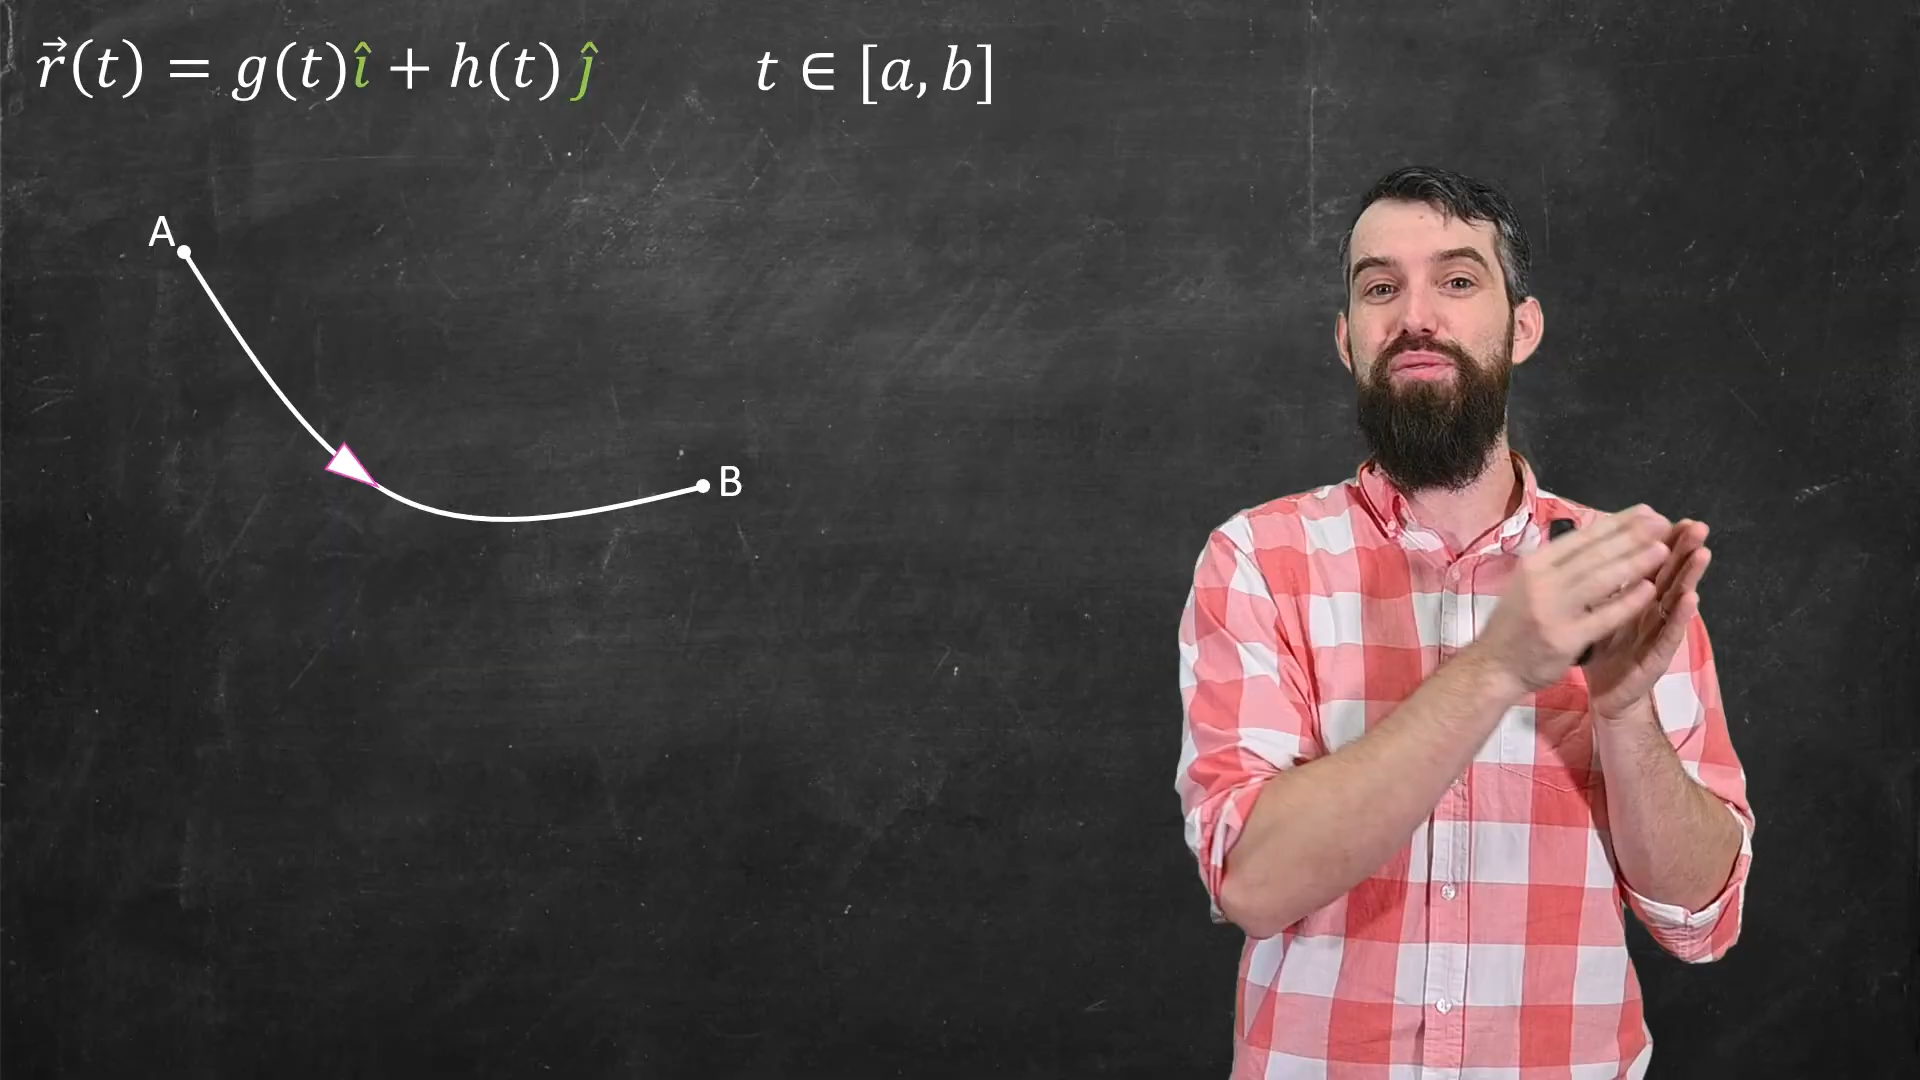 r⃗(t) = g(t)î + h(t) ĵ t ∈ [a, b]
A
B